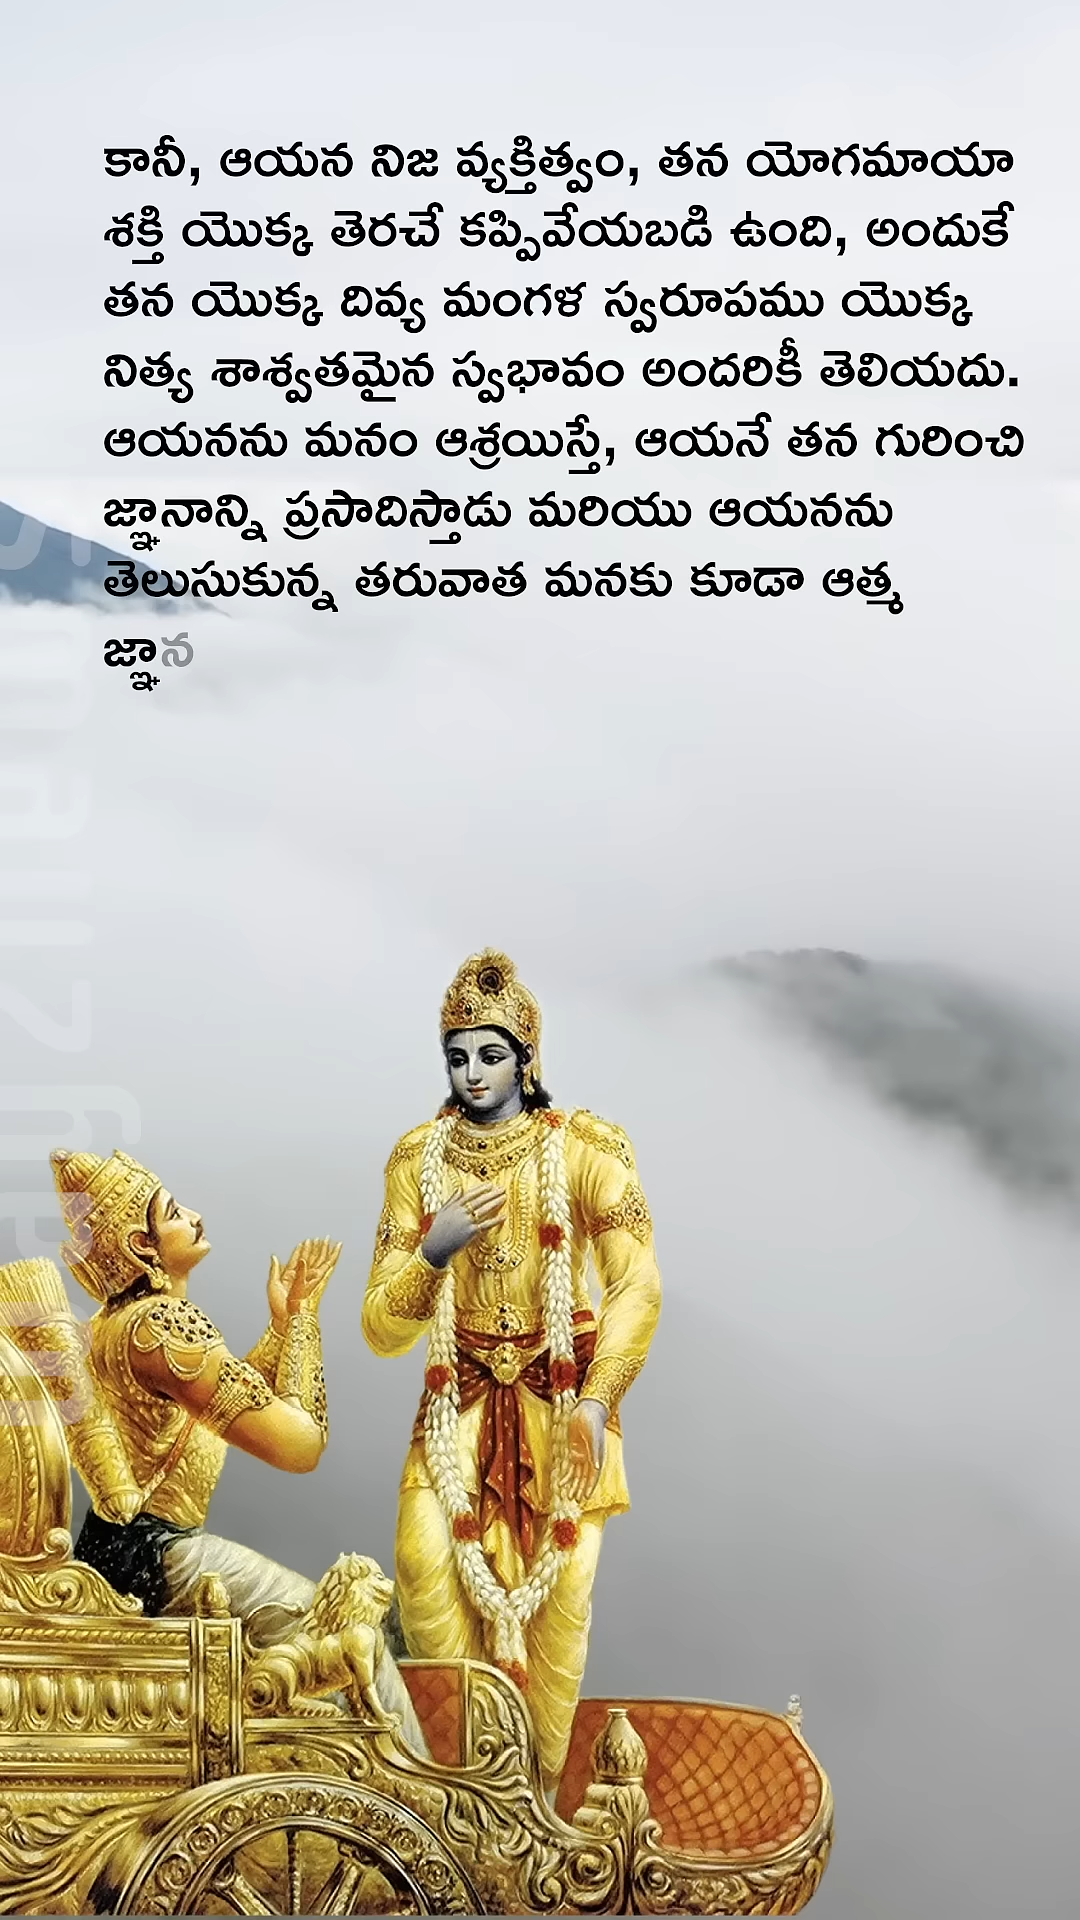 కానీ, ఆయన నిజ వ్యక్తిత్వం, తన యోగమాయా
శక్తి యొక్క తెరచే కప్పివేయబడి ఉంది, అందుకే
తన యొక్క దివ్య మంగళ స్వరూపము యొక్క
నిత్య శాశ్వతమైన స్వభావం అందరికీ తెలియదు.
ఆయనను మనం ఆశ్రయిస్తే, ఆయనే తన గురించి
జ్ఞానాన్ని ప్రసాదిస్తాడు మరియు ఆయనను
తెలుసుకున్న తరువాత మనకు కూడా ఆత్మ
జ్ఞాన